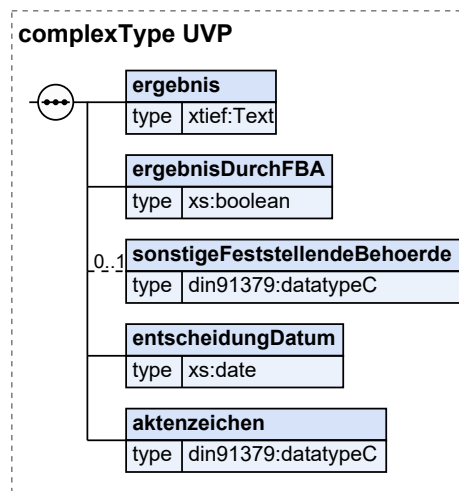 complexType UVP
ergebnis
type xtief:Text
ergebnisDurchFBA
type xs:boolean
0..1
sonstigeFeststellendeBehoerde
type din91379:datatypeC
entscheidungDatum
type xs:date
aktenzeichen
type din91379:datatypeC